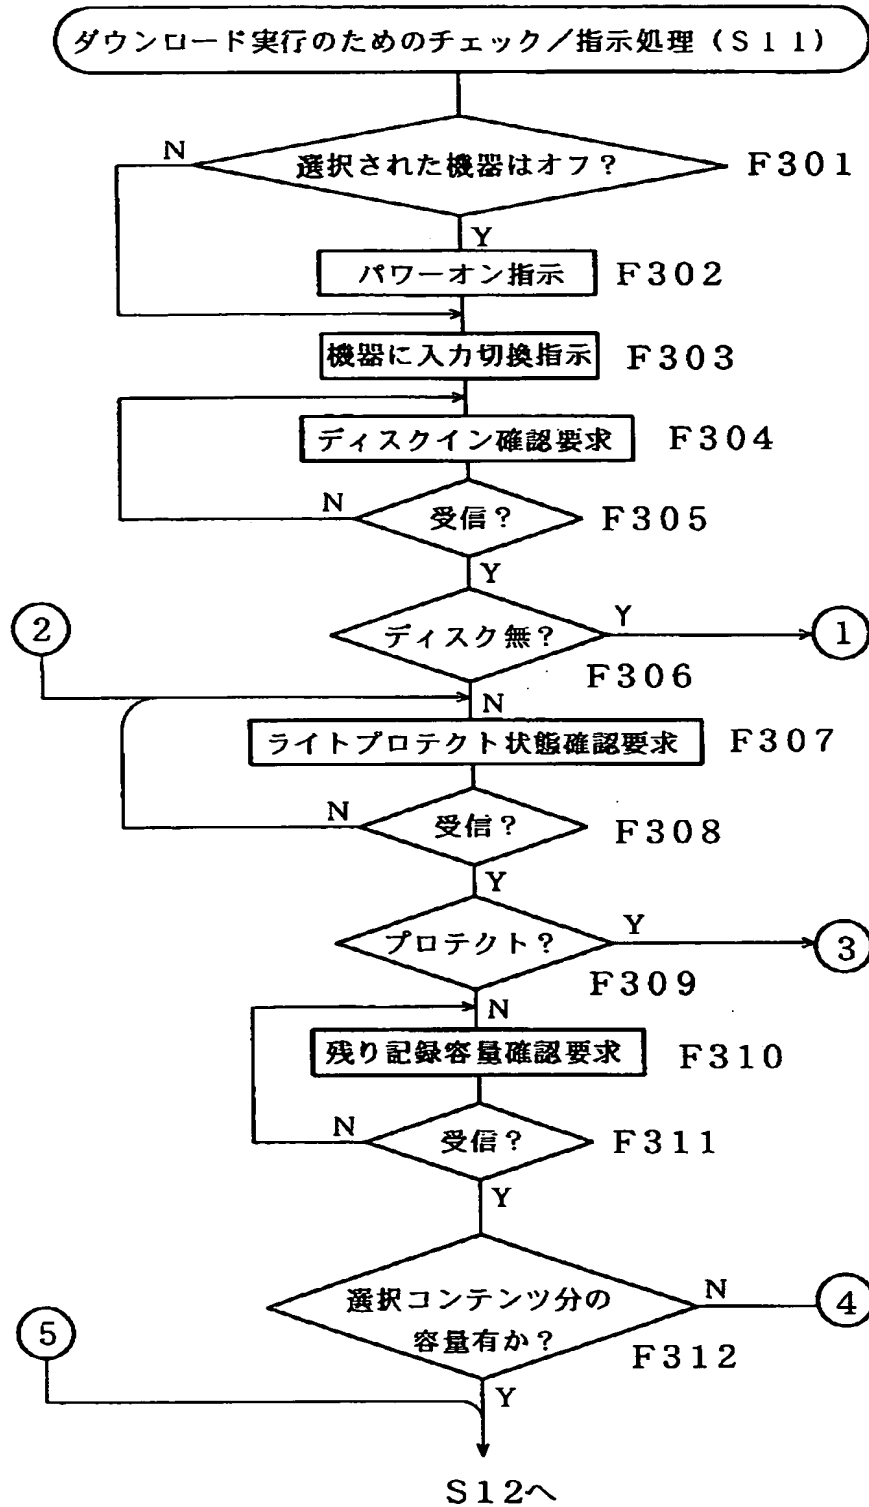 ダウンロード実行のためのチェック／指示処理（Ｓ１１）
N
選択された機器はオフ？
F301
Y
パワーオン指示
F302
機器に入力切換指示
F303
ディスクイン確認要求
F304
N
受信？
F305
Y
②
ディスク無？
Y
①
F306
N
ライトプロテクト状態確認要求
F307
N
受信？
F308
Y
プロテクト？
Y
③
F309
N
残り記録容量確認要求
F310
N
受信？
F311
Y
選択コンテンツ分の
容量有か？
N
④
⑤
F312
Y
S12へ